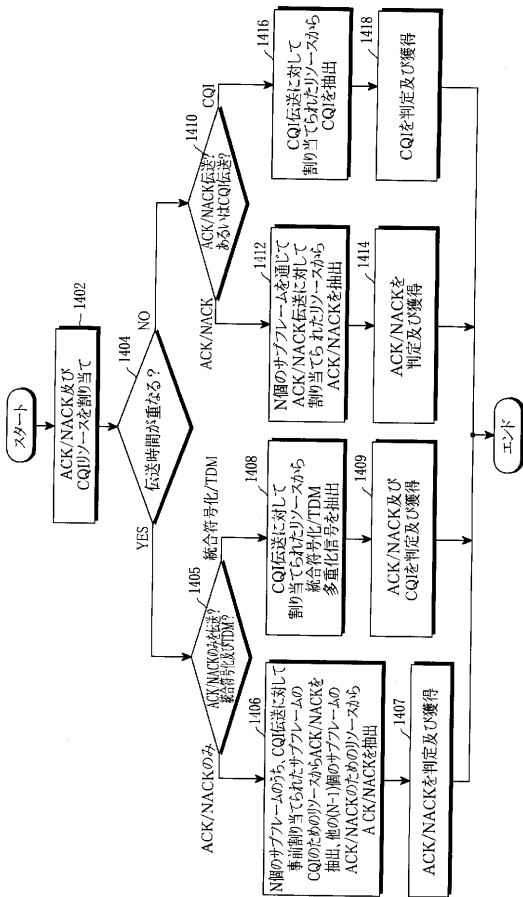 スタート
1402
ACK/NACK及び
CQIリソースを割り当て
1404
伝送時間が重なる？
YES
NO
1405
ACK/NACKのみを伝送？
統合符号化及びTDM？
ACK/NACKのみ
統合符号化/TDM
1406
N個のサブフレームのうち、CQI伝送に対して
事前割り当てられたサブフレームの
CQIのためのリソースからACK/NACKを
抽出、他の(N-1)個のサブフレームの
ACK/NACKのためのリソースから
A CK/NACKを抽出
1407
ACK/NACKを判定及び獲得
1408
CQI伝送に対して
割り当てられたリソースから
統合符号化/TDM
多重化信号を抽出
1409
ACK/NACK及び
CQIを判定及び獲得
1410
ACK/NACK伝送？
あるいはCQI伝送？
ACK/NACK
CQI
1412
N個のサブフレームを通じて
ACK/NACK伝送に対して
割り当てら れたリソースから
ACK/NACKを抽出
1414
ACK/NACKを
判定及び獲得
1416
CQI伝送に対して
割り当てられたリソースから
CQIを抽出
1418
CQIを判定及び獲得
エンド